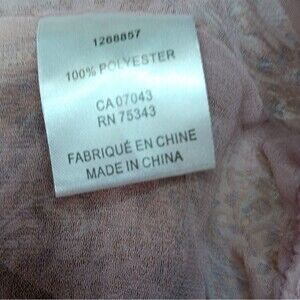 1268857
100% POLYESTER
CA 07043
RN 75343
FABRIQUÉ EN CHINE
MADE IN CHINA